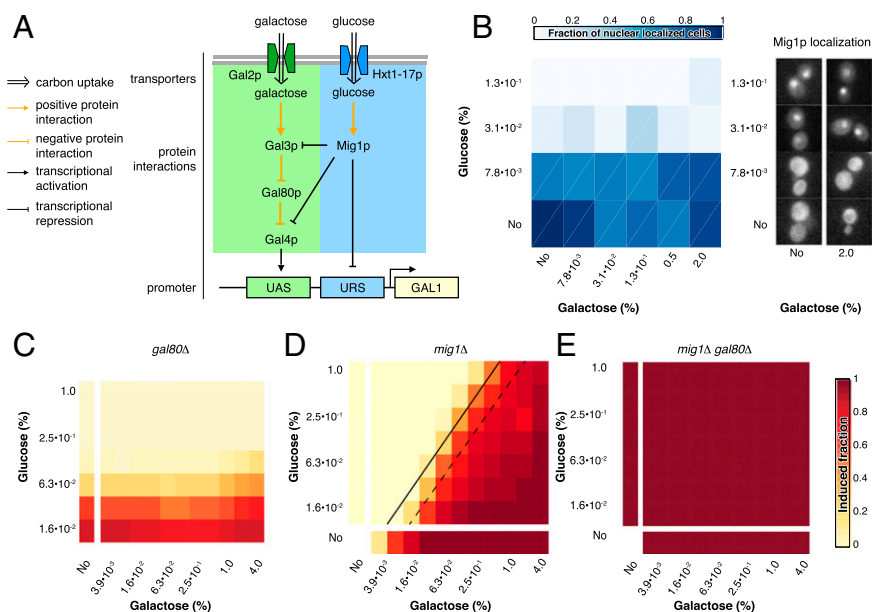 A
galactose
glucose
Gal2p
Hxt1-17p
carbon uptake
transporters
galactose
glucose
positive protein
interaction
negative protein
interaction
protein
interactions
Gal3p
Mig1p
Gal80p
Gal4p
transcriptional
activation
transcriptional
repression
promoter
UAS
URS
GAL1
B
0 0.2 0.4 0.6 0.8 1
Fraction of nuclear localized cells
Glucose (%)
1.3•10⁻¹
3.1•10⁻²
7.8•10⁻³
No
No 7.8•10⁻³ 3.1•10⁻² 1.3•10⁻¹ 0.5 2.0
Galactose (%)
Mig1p localization
1.3•10⁻¹
3.1•10⁻²
7.8•10⁻³
No
No 2.0
Galactose (%)
C
gal80Δ
Glucose (%)
1.0
2.5•10⁻¹
6.3•10⁻²
1.6•10⁻²
No 3.9•10⁻³ 1.6•10⁻² 6.3•10⁻² 2.5•10⁻¹ 1.0 4.0
Galactose (%)
D
mig1Δ
Glucose (%)
1.0
2.5•10⁻¹
6.3•10⁻²
1.6•10⁻²
No
No 3.9•10⁻³ 1.6•10⁻² 6.3•10⁻² 2.5•10⁻¹ 1.0 4.0
Galactose (%)
E
mig1Δ gal80Δ
Glucose (%)
1.0
2.5•10⁻¹
6.3•10⁻²
1.6•10⁻²
No
No 3.9•10⁻³ 1.6•10⁻² 6.3•10⁻² 2.5•10⁻¹ 1.0 4.0
Galactose (%)
Induced fraction
1
0.8
0.6
0.4
0.2
0